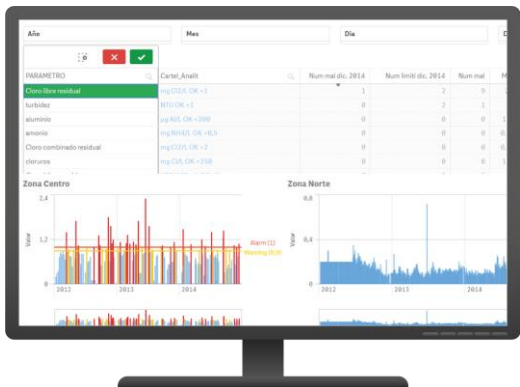 Año Mes Dia
PARAMETRO Cartel_Analit Num mal dic. 2014 Num limiti dic. 2014 Num mal
Cloro libre residual mg Cl2/L OK <1 1 2 9
turbidez NTU OK <1 0 2 1
aluminio µg Al/L OK <200 0 0 0
amonio mg NH4/L OK <0,5 0 0 0
Cloro combinado residual mg Cl2/L OK <2 0 0 0
cloruros mg Cl/L OK <250 0 0 0
Zona Centro Zona Norte
2,4 0,8
Valor 1,2 Alarm (1) Valor 0,4
Warning (0,9)
0 0
2012 2013 2014 2012 2013 2014